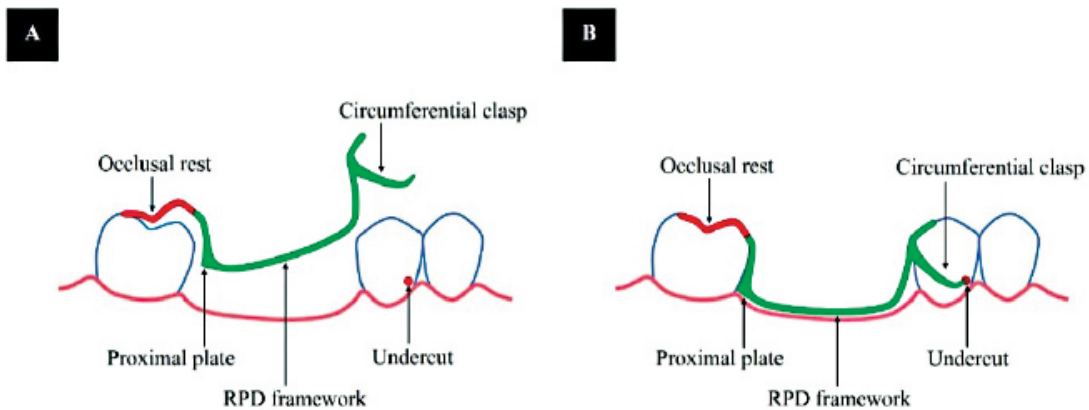 A
Circumferential clasp
Occlusal rest
Proximal plate
Undercut
RPD framework
B
Occlusal rest
Circumferential clasp
Proximal plate
Undercut
RPD framework